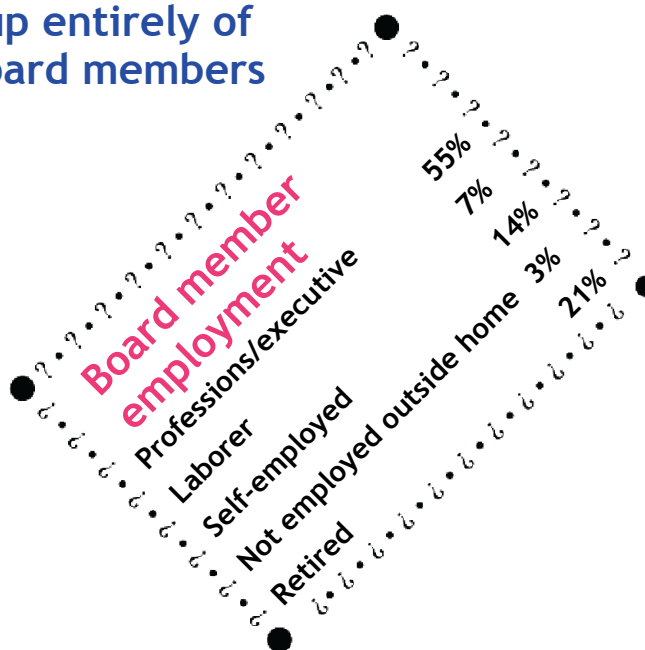 up entirely of
oard members
Board member
employment
Professions/executive 55%
Laborer 7%
Self-employed 14%
Not employed outside home 3%
Retired 21%